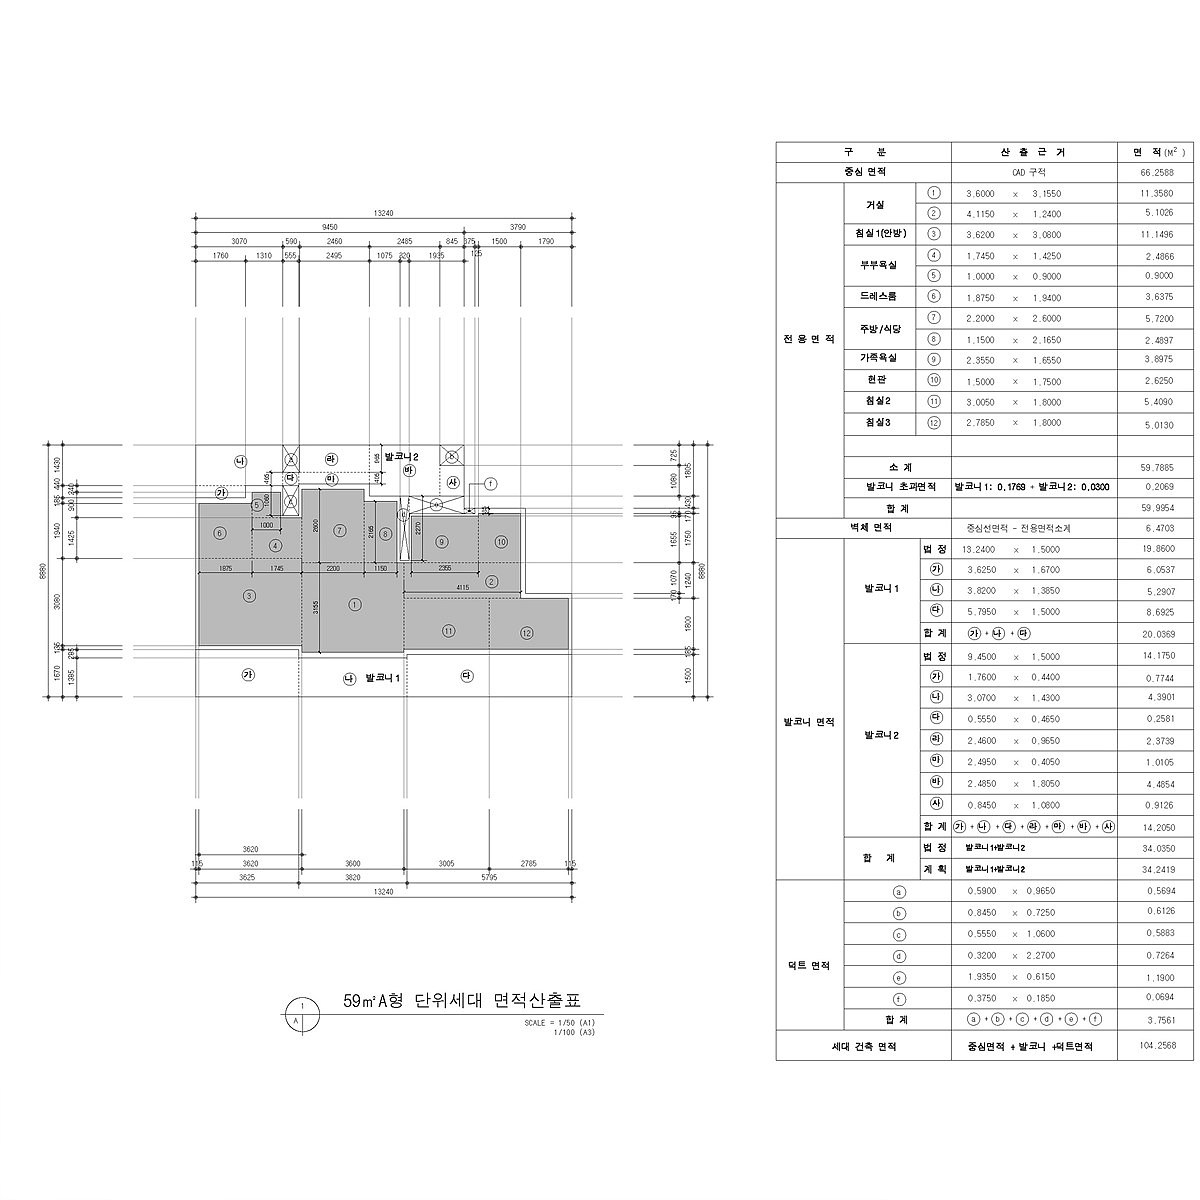 13240
9450 3790
3070 590 2460 2485 845 375 1500 1790
125
1760 1310 555 2495 1075 320 1935
나 a 라 발코니2 b
바
다 마 사
가 c d e f
965
405
465
1060
5
1000
6 4 7 8 9 10
2600 2165 2270
1875 1745 2200 1150 2355
4115
3 1 2
3155
11 12
가 나 발코니1 다
1430
440 240
185 900
1940 1425
8880
3080
135 295
1670 1395
725
1805
1080
430
95 170
1655 1750
1070 1240
8880
170
1800
185
1500
3620
115 3620 3600 3005 2785 115
3625 3820 5795
13240
1
A
59㎡A형 단위세대 면적산출표
SCALE = 1/50 (A1)
1/100 (A3)
구 분 산 출 근 거 면 적(M²)
중심 면적 CAD 구적 66.2588
전 용 면 적
거실 1 3.6000 x 3.1550 11.3580
2 4.1150 x 1.2400 5.1026
침실1(안방) 3 3.6200 x 3.0800 11.1496
부부욕실 4 1.7450 x 1.4250 2.4866
5 1.0000 x 0.9000 0.9000
드레스룸 6 1.8750 x 1.9400 3.6375
주방/식당 7 2.2000 x 2.6000 5.7200
8 1.1500 x 2.1650 2.4897
가족욕실 9 2.3550 x 1.6550 3.8975
현관 10 1.5000 x 1.7500 2.6250
침실2 11 3.0050 x 1.8000 5.4090
침실3 12 2.7850 x 1.8000 5.0130
소 계 59.7885
발코니 초과면적 발코니1: 0.1769 + 발코니2: 0.0300 0.2069
합 계 59.9954
벽체 면적 중심선면적 - 전용면적소계 6.4703
발코니 면적
발코니1
법 정 13.2400 x 1.5000 19.8600
가 3.6250 x 1.6700 6.0537
나 3.8200 x 1.3850 5.2907
다 5.7950 x 1.5000 8.6925
합 계 가 + 나 + 다 20.0369
발코니2
법 정 9.4500 x 1.5000 14.1750
가 1.7600 x 0.4400 0.7744
나 3.0700 x 1.4300 4.3901
다 0.5550 x 0.4650 0.2581
라 2.4600 x 0.9650 2.3739
마 2.4950 x 0.4050 1.0105
바 2.4850 x 1.8050 4.4854
사 0.8450 x 1.0800 0.9126
합 계 가 + 나 + 다 + 라 + 마 + 바 + 사 14.2050
합 계
법 정 발코니1+발코니2 34.0350
계 획 발코니1+발코니2 34.2419
덕트 면적
a 0.5900 x 0.9650 0.5694
b 0.8450 x 0.7250 0.6126
c 0.5550 x 1.0600 0.5883
d 0.3200 x 2.2700 0.7264
e 1.9350 x 0.6150 1.1900
f 0.3750 x 0.1850 0.0694
합 계 a + b + c + d + e + f 3.7561
세대 건축 면적 중심면적 + 발코니 +덕트면적 104.2568